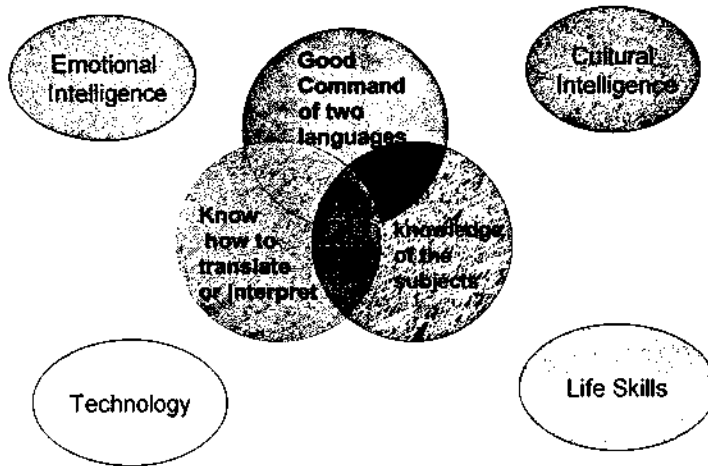 Emotional
Intelligence
Good
Command
of two
languages
Cultural
Intelligence
Know
how to
translate
or Interpret
knowledge
of the
subjects
Technology
Life Skills